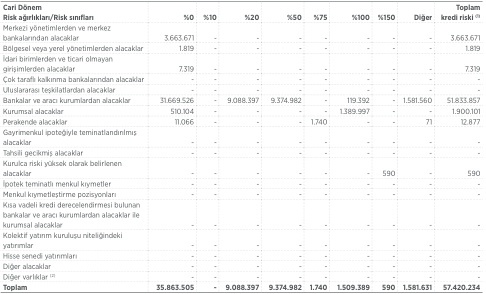 Cari Dönem Toplam
Risk ağırlıkları/Risk sınıfları %0 %10 %20 %50 %75 %100 %150 Diğer kredi riski (1)
Merkezi yönetimlerden ve merkez
bankalarından alacaklar 3.663.671 - - - - - - - 3.663.671
Bölgesel veya yerel yönetimlerden alacaklar 1.819 - - - - - - - 1.819
İdari birimlerden ve ticari olmayan
girişimlerden alacaklar 7.319 - - - - - - - 7.319
Çok taraflı kalkınma bankalarından alacaklar - - - - - - - - -
Uluslararası teşkilatlardan alacaklar - - - - - - - - -
Bankalar ve aracı kurumlardan alacaklar 31.669.526 - 9.088.397 9.374.982 - 119.392 - 1.581.560 51.833.857
Kurumsal alacaklar 510.104 - - - - 1.389.997 - - 1.900.101
Perakende alacaklar 11.066 - - - 1.740 - - 71 12.877
Gayrimenkul ipoteğiyle teminatlandırılmış
alacaklar - - - - - - - - -
Tahsili gecikmiş alacaklar - - - - - - - - -
Kurulca riski yüksek olarak belirlenen
alacaklar - - - - - - 590 - 590
İpotek teminatlı menkul kıymetler - - - - - - - - -
Menkul kıymetleştirme pozisyonları - - - - - - - - -
Kısa vadeli kredi derecelendirmesi bulunan
bankalar ve aracı kurumlardan alacaklar ile
kurumsal alacaklar - - - - - - - - -
Kolektif yatırım kuruluşu niteliğindeki
yatırımlar - - - - - - - - -
Hisse senedi yatırımları - - - - - - - - -
Diğer alacaklar - - - - - - - - -
Diğer varlıklar (2) - - - - - - - - -
Toplam 35.863.505 - 9.088.397 9.374.982 1.740 1.509.389 590 1.581.631 57.420.234